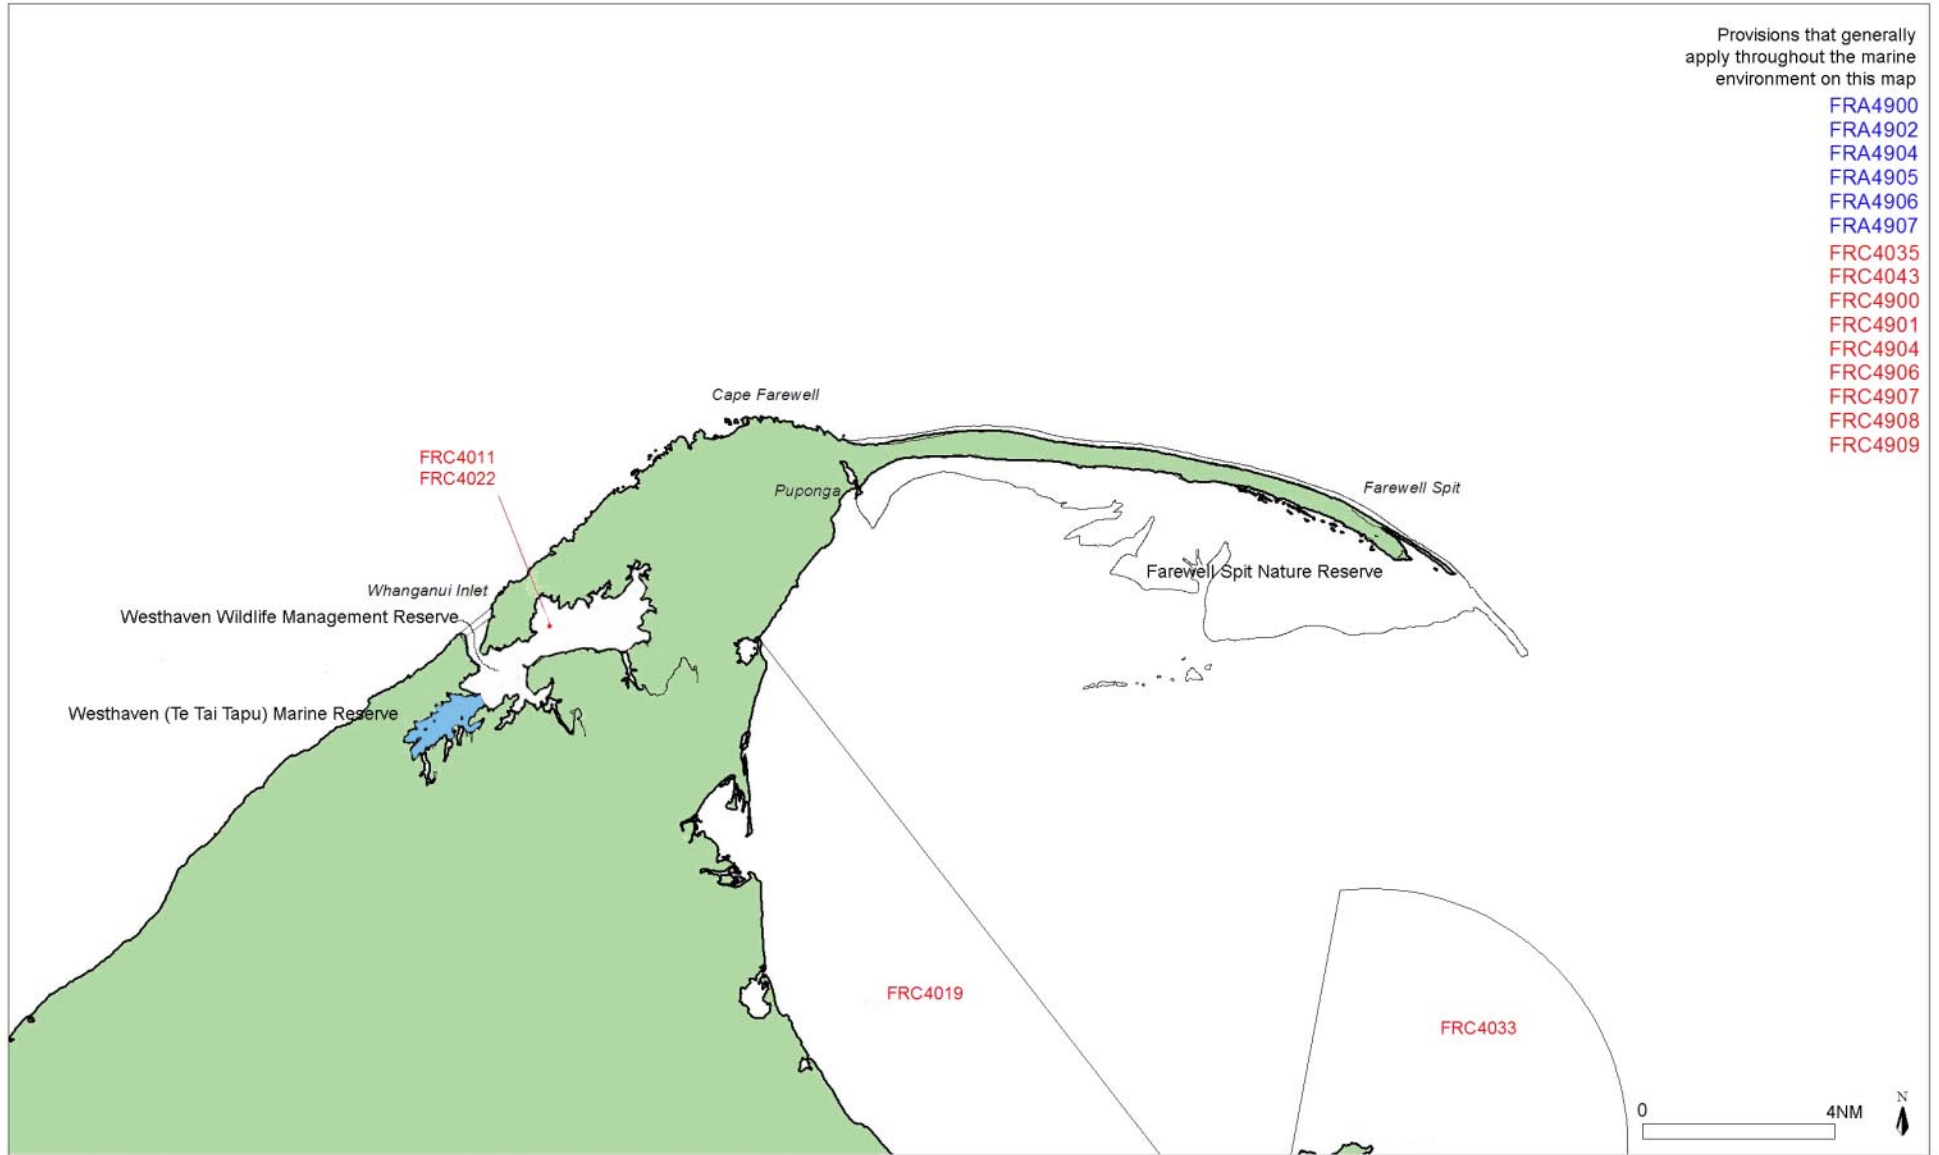 Provisions that generally
apply throughout the marine
environment on this map
FRA4900
FRA4902
FRA4904
FRA4905
FRA4906
FRA4907
FRC4035
FRC4043
FRC4900
FRC4901
FRC4904
FRC4906
FRC4907
FRC4908
FRC4909
Cape Farewell
FRC4011
FRC4022
Puponga
Farewell Spit
Farewell Spit Nature Reserve
Whanganui Inlet
Westhaven Wildlife Management Reserve
Westhaven (Te Tai Tapu) Marine Reserve
FRC4019
FRC4033
N
0 4NM